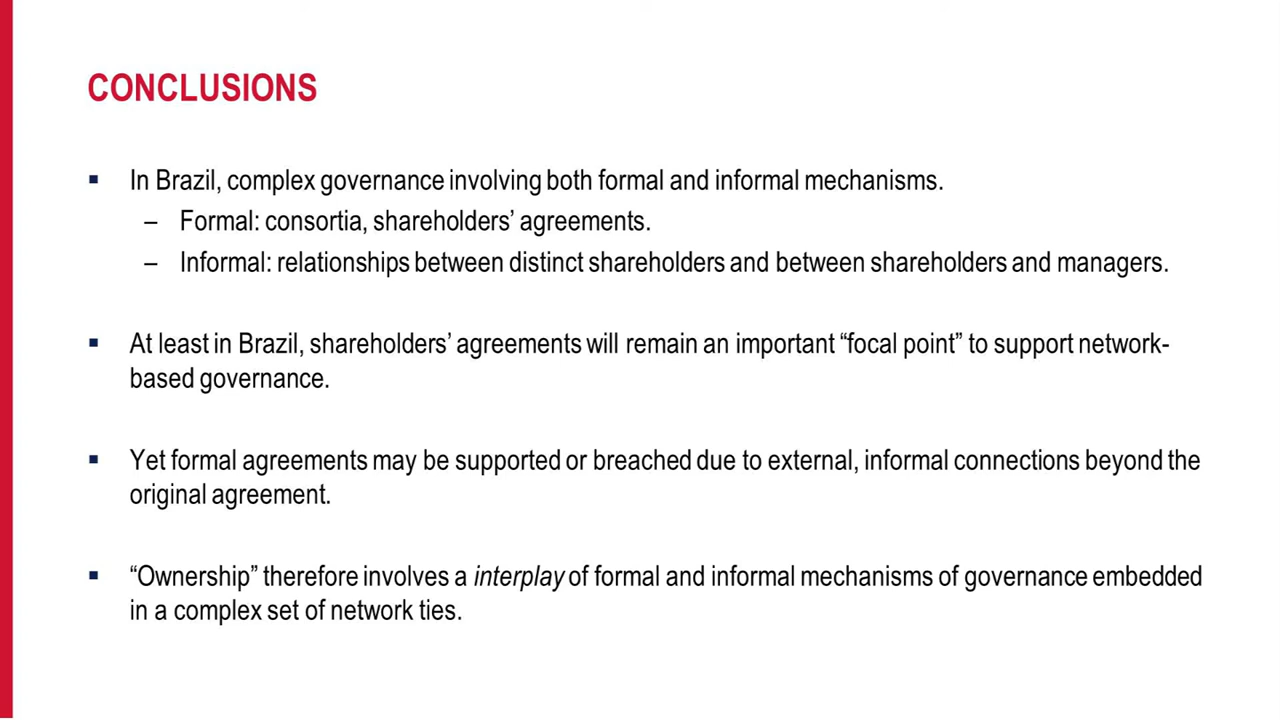 CONCLUSIONS
▪ In Brazil, complex governance involving both formal and informal mechanisms.
– Formal: consortia, shareholders’ agreements.
– Informal: relationships between distinct shareholders and between shareholders and managers.
▪ At least in Brazil, shareholders’ agreements will remain an important “focal point” to support network-
based governance.
▪ Yet formal agreements may be supported or breached due to external, informal connections beyond the
original agreement.
▪ “Ownership” therefore involves a interplay of formal and informal mechanisms of governance embedded
in a complex set of network ties.